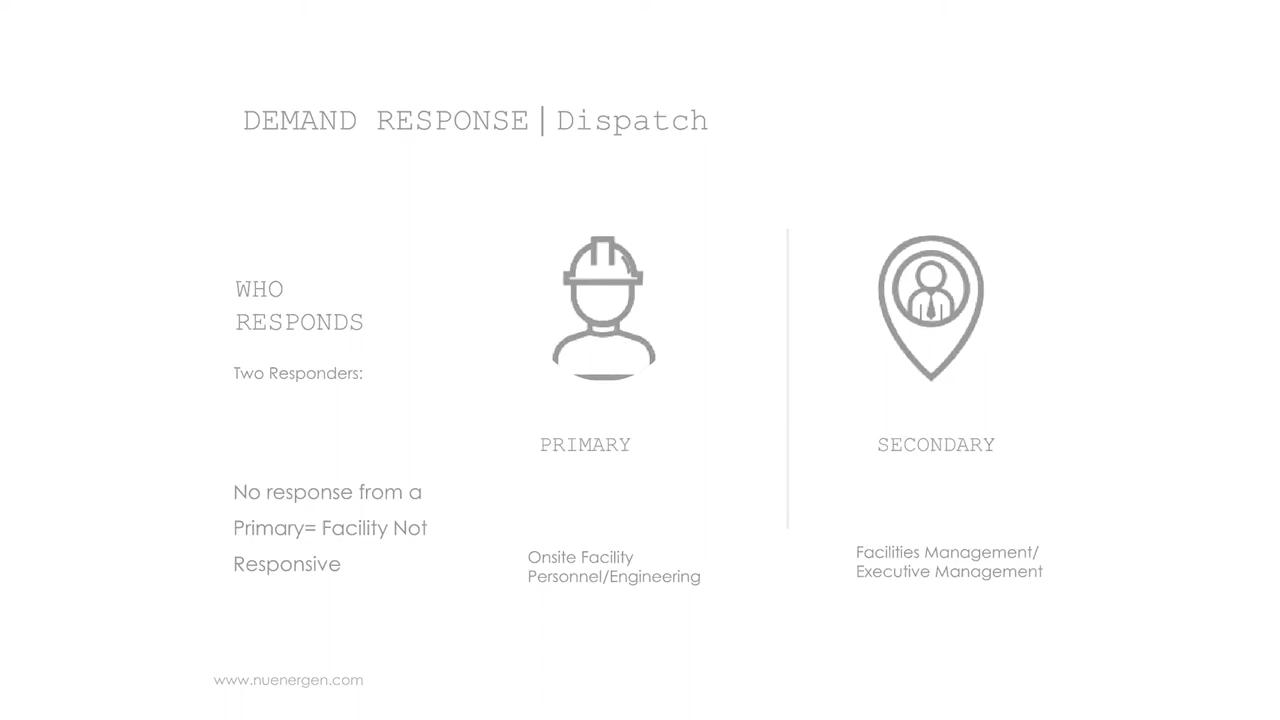 DEMAND RESPONSE|Dispatch
WHO
RESPONDS
Two Responders:
No response from a
Primary= Facility Not
Responsive
PRIMARY
Onsite Facility
Personnel/Engineering
SECONDARY
Facilities Management/
Executive Management
www.nuenergen.com